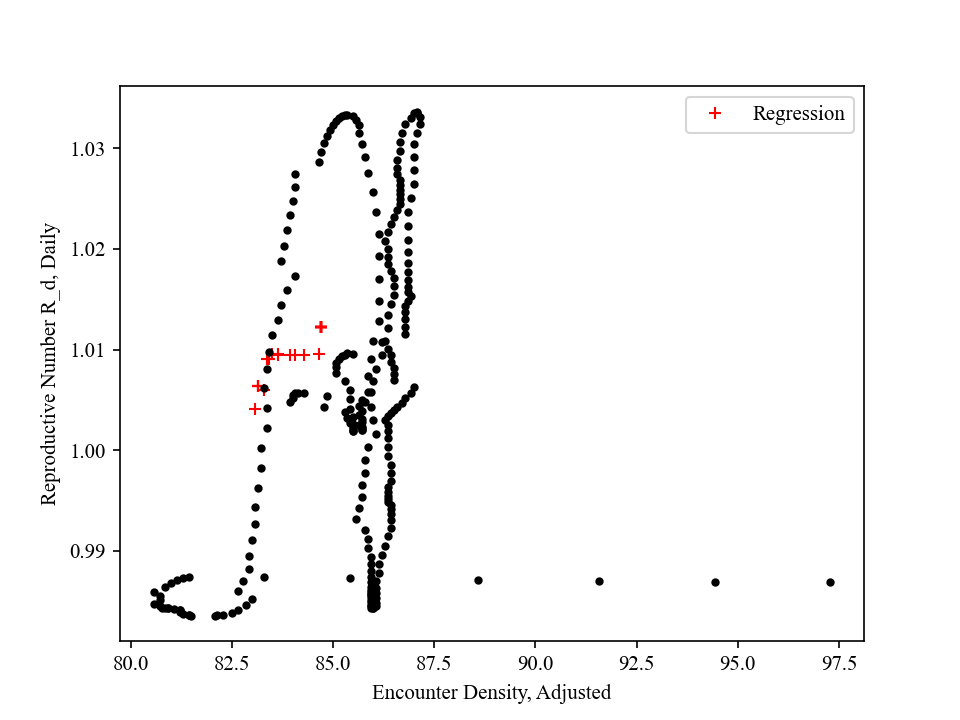 Regression
1.03
1.02
1.01
1.00
0.99
Reproductive Number R_d, Daily
80.0 82.5 85.0 87.5 90.0 92.5 95.0 97.5
Encounter Density, Adjusted